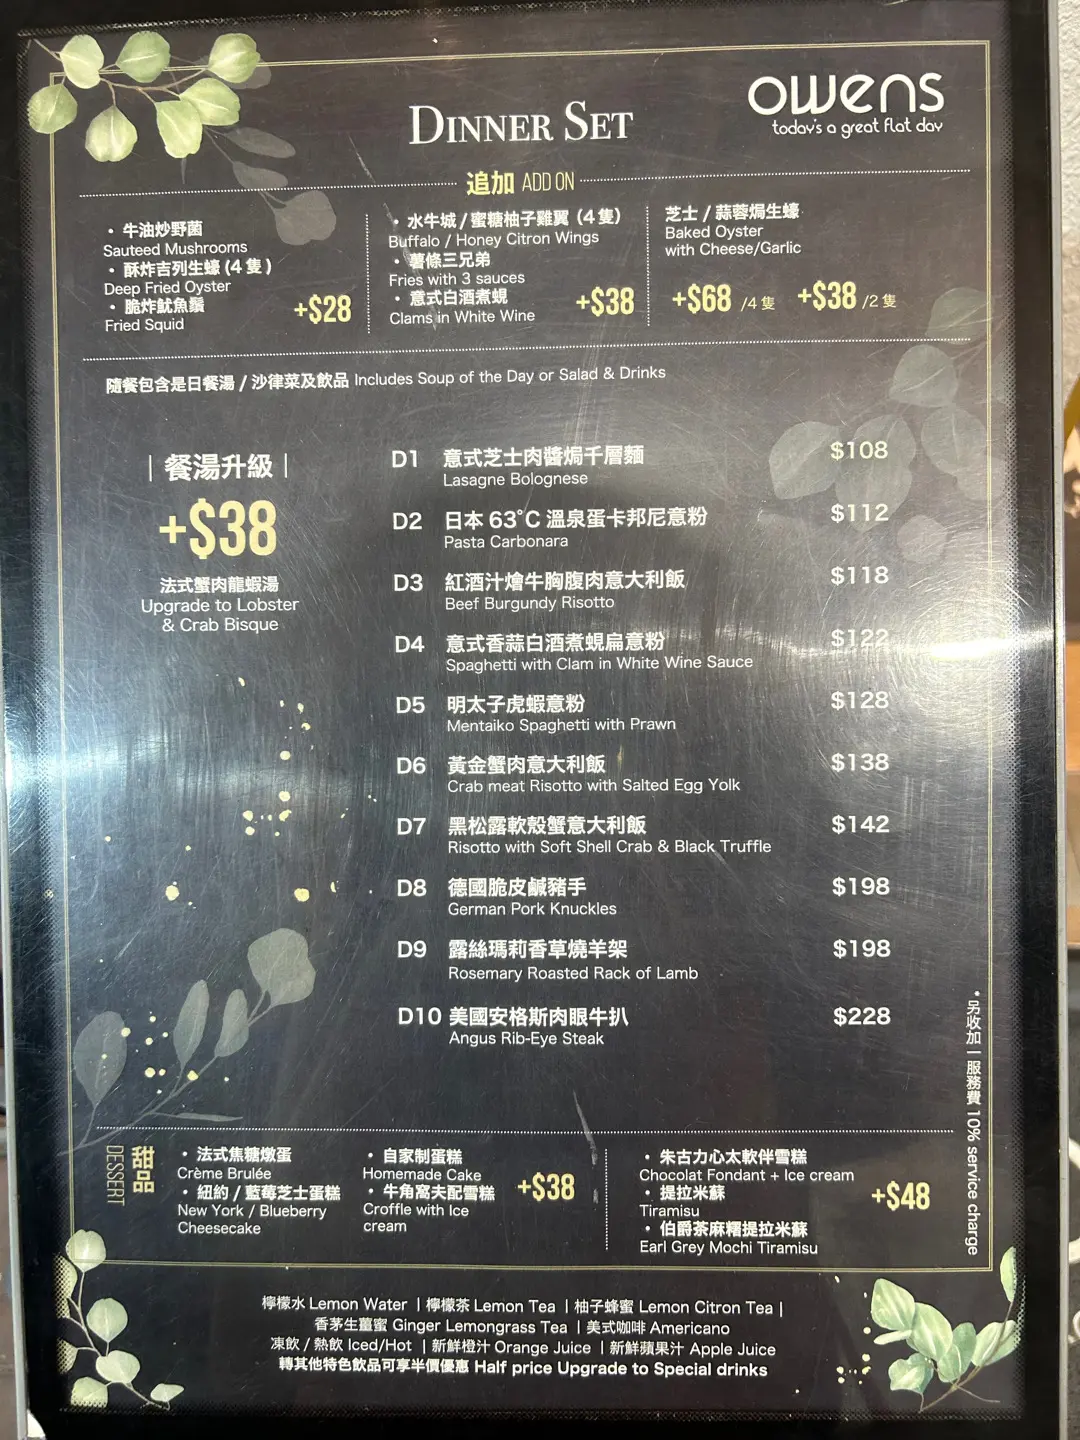 owens
today's a great flat day
DINNER SET
追加 ADD ON
• 牛油炒野菌
Sauteed Mushrooms
• 酥炸吉列生蠔 (4 隻)
Deep Fried Oyster
• 脆炸魷魚鬚
Fried Squid
+$28
• 水牛城 / 蜜糖柚子雞翼 (4 隻)
Buffalo / Honey Citron Wings
• 薯條三兄弟
Fries with 3 sauces
• 意式白酒煮蜆
Clams in White Wine
+$38
芝士 / 蒜蓉焗生蠔
Baked Oyster
with Cheese/Garlic
+$68 /4 隻 +$38 /2 隻
隨餐包含是日餐湯 / 沙律菜及飲品 Includes Soup of the Day or Salad & Drinks
| 餐湯升級 |
+$38
法式蟹肉龍蝦湯
Upgrade to Lobster
& Crab Bisque
D1 意式芝士肉醬焗千層麵 $108
Lasagne Bolognese
D2 日本 63°C 溫泉蛋卡邦尼意粉 $112
Pasta Carbonara
D3 紅酒汁燴牛胸腹肉意大利飯 $118
Beef Burgundy Risotto
D4 意式香蒜白酒煮蜆扁意粉 $122
Spaghetti with Clam in White Wine Sauce
D5 明太子虎蝦意粉 $128
Mentaiko Spaghetti with Prawn
D6 黃金蟹肉意大利飯 $138
Crab meat Risotto with Salted Egg Yolk
D7 黑松露軟殼蟹意大利飯 $142
Risotto with Soft Shell Crab & Black Truffle
D8 德國脆皮鹹豬手 $198
German Pork Knuckles
D9 露絲瑪莉香草燒羊架 $198
Rosemary Roasted Rack of Lamb
D10 美國安格斯肉眼牛扒 $228
Angus Rib-Eye Steak
• 另收加一服務費 10% service charge
甜品
DESSERT
• 法式焦糖燉蛋
Crème Brulée
• 紐約 / 藍莓芝士蛋糕
New York / Blueberry
Cheesecake
• 自家制蛋糕
Homemade Cake
• 牛角窩夫配雪糕
Croffle with Ice
cream
+$38
• 朱古力心太軟伴雪糕
Chocolat Fondant + Ice cream
• 提拉米蘇
Tiramisu
• 伯爵茶麻糬提拉米蘇
Earl Grey Mochi Tiramisu
+$48
檸檬水 Lemon Water | 檸檬茶 Lemon Tea | 柚子蜂蜜 Lemon Citron Tea |
香茅生薑蜜 Ginger Lemongrass Tea | 美式咖啡 Americano
凍飲 / 熱飲 Iced/Hot | 新鮮橙汁 Orange Juice | 新鮮蘋果汁 Apple Juice
轉其他特色飲品可享半價優惠 Half price Upgrade to Special drinks